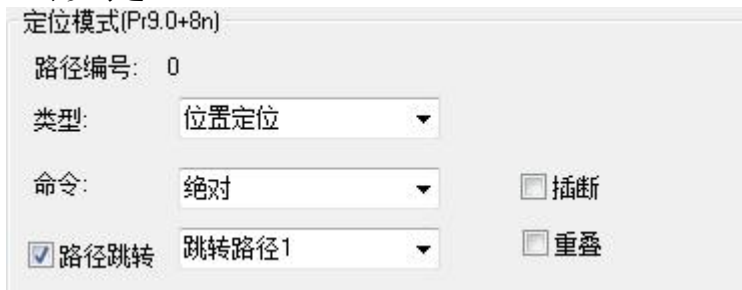 定位模式(Pr9.0+8n)
路径编号: 0
类型: 位置定位
命令: 绝对 插断
路径跳转 跳转路径1 重叠